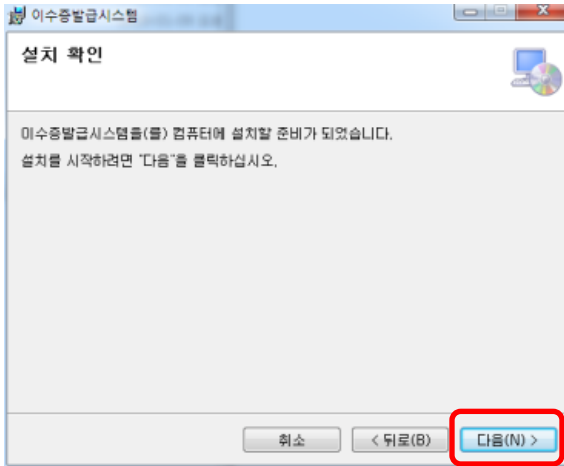 이수증발급시스템
설치 확인
이수증발급시스템을(를) 컴퓨터에 설치할 준비가 되었습니다.
설치를 시작하려면 "다음"을 클릭하십시오.
취소
< 뒤로(B)
다음(N) >